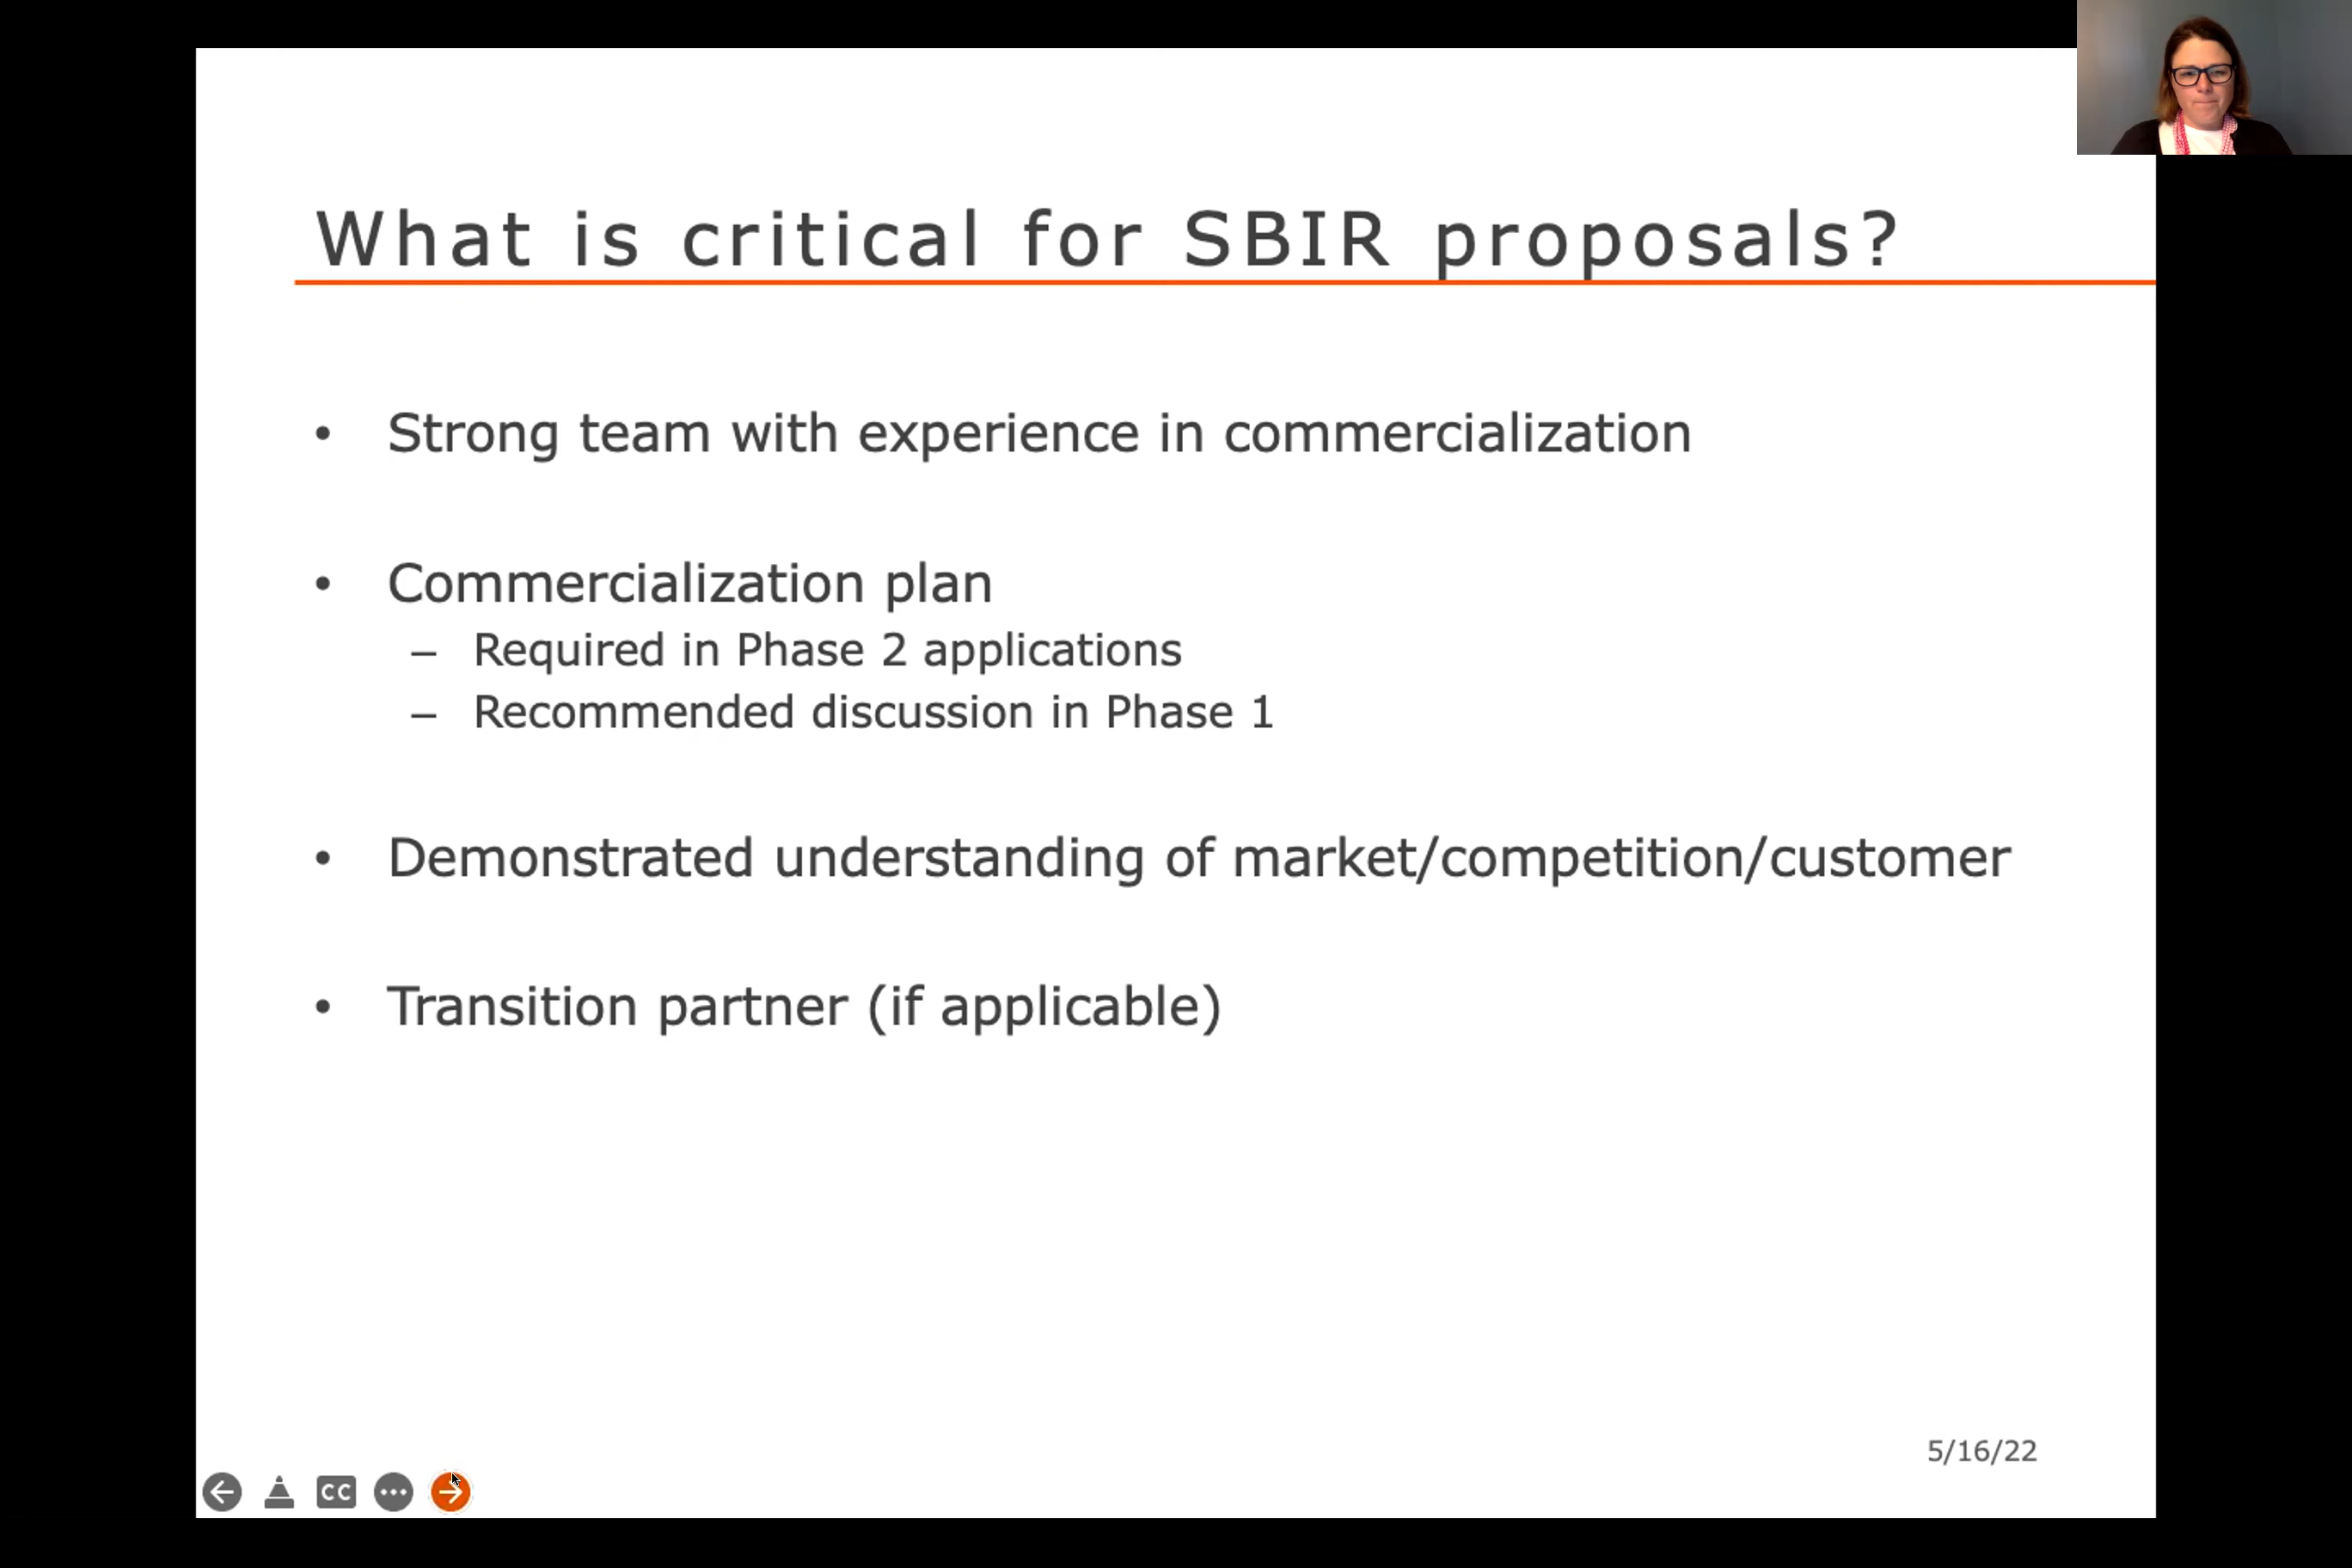 What is critical for SBIR proposals?
• Strong team with experience in commercialization
• Commercialization plan
– Required in Phase 2 applications
– Recommended discussion in Phase 1
• Demonstrated understanding of market/competition/customer
• Transition partner (if applicable)
5/16/22
CC